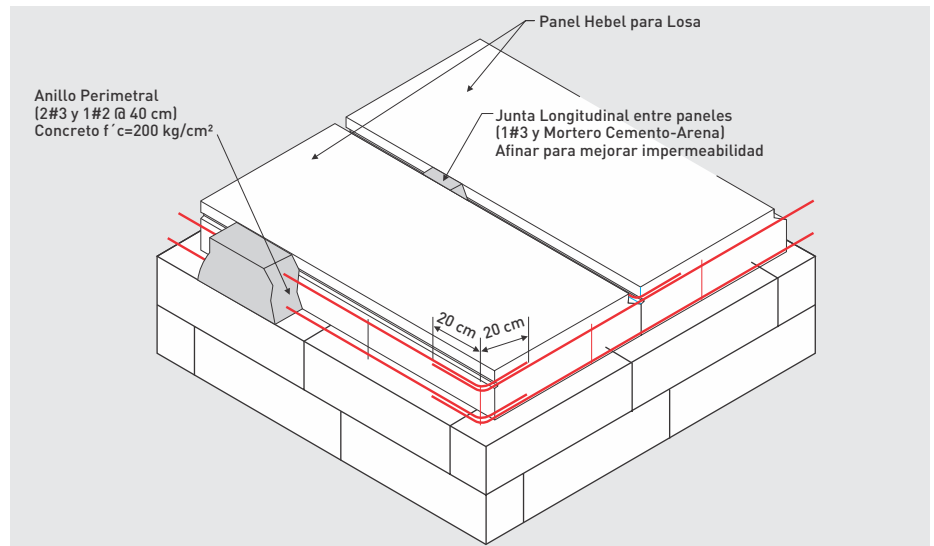 Panel Hebel para Losa
Anillo Perimetral
(2#3 y 1#2 @ 40 cm)
Concreto f´c=200 kg/cm²
Junta Longitudinal entre paneles
(1#3 y Mortero Cemento-Arena)
Afinar para mejorar impermeabilidad
20 cm
20 cm